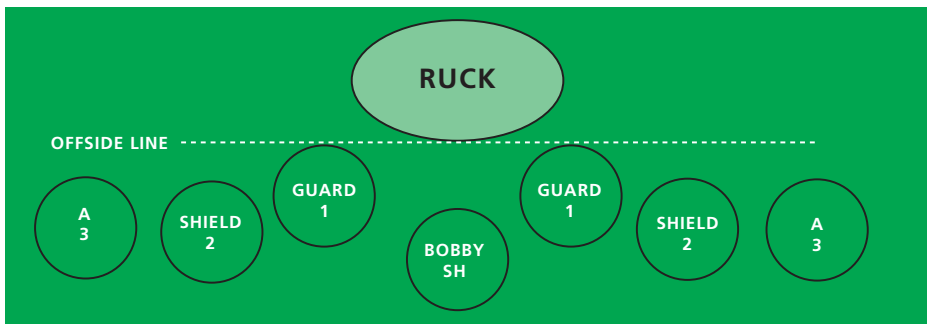 RUCK
OFFSIDE LINE
A
3
SHIELD
2
GUARD
1
BOBBY
SH
GUARD
1
SHIELD
2
A
3